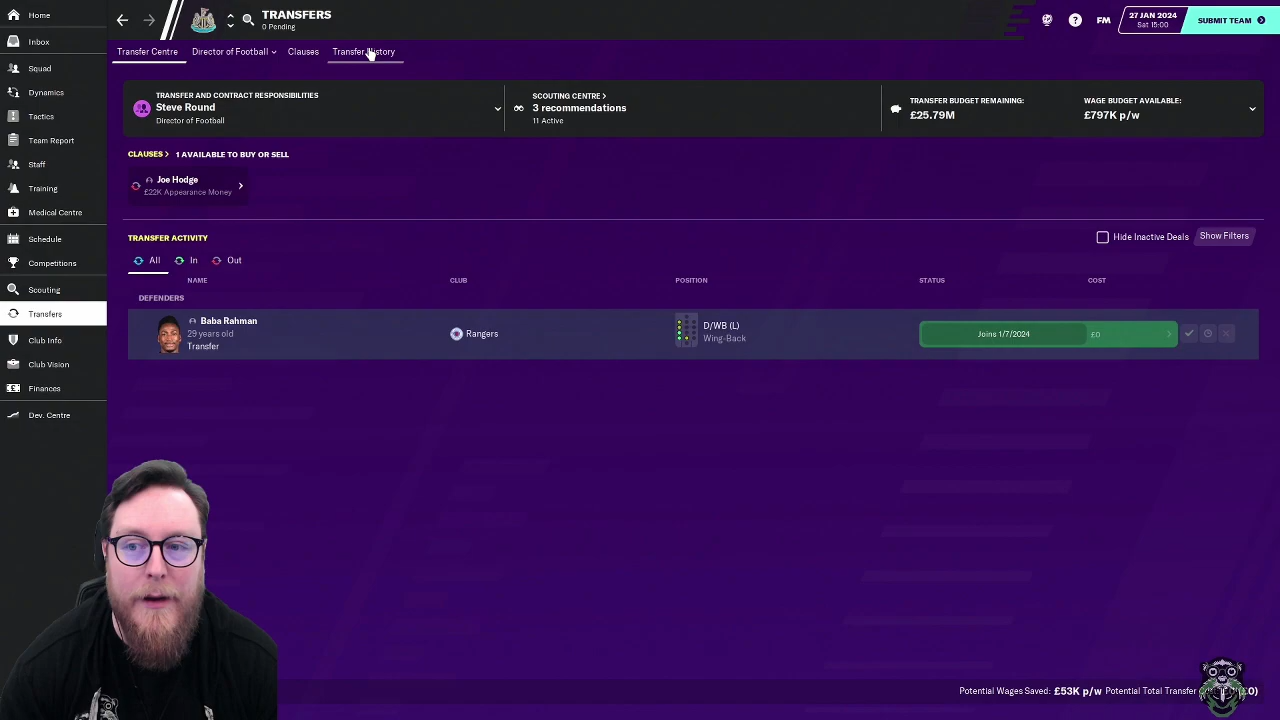 Home
Inbox
Squad
Dynamics
Tactics
Team Report
Staff
Training
Medical Centre
Schedule
Competitions
Scouting
Transfers
Club Info
Club Vision
Finances
Dev. Centre
TRANSFERS
0 Pending
FM
27 JAN 2024
Sat 15:00
SUBMIT TEAM
Transfer Centre
Director of Football
Clauses
Transfer History
TRANSFER AND CONTRACT RESPONSIBILITIES
Steve Round
Director of Football
SCOUTING CENTRE >
3 recommendations
11 Active
TRANSFER BUDGET REMAINING:
£25.79M
WAGE BUDGET AVAILABLE:
£797K p/w
CLAUSES > 1 AVAILABLE TO BUY OR SELL
Joe Hodge
£22K Appearance Money
TRANSFER ACTIVITY
Hide Inactive Deals
Show Filters
All
In
Out
NAME
CLUB
POSITION
STATUS
COST
DEFENDERS
Baba Rahman
29 years old
Transfer
Rangers
D/WB (L)
Wing-Back
Joins 1/7/2024
£0
Potential Wages Saved: £53K p/w Potential Total Transfer